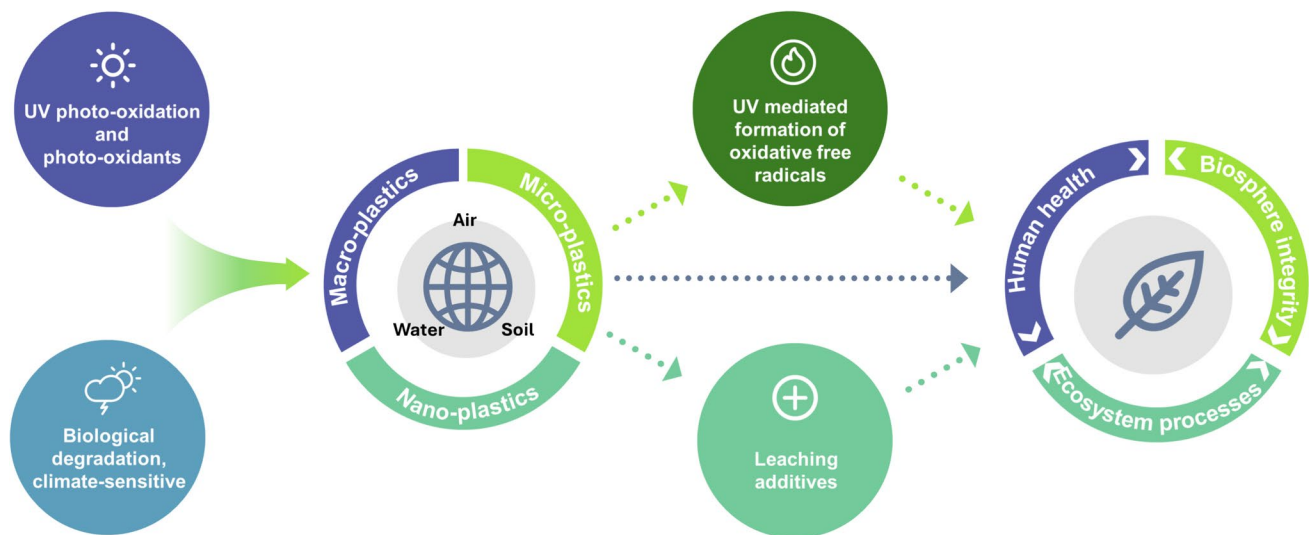 UV photo-oxidation
and
photo-oxidants
Biological
degradation,
climate-sensitive
Macro-plastics
Micro-plastics
Nano-plastics
Air
Water
Soil
UV mediated
formation of
oxidative free
radicals
Leaching
additives
Human health
Biosphere integrity
Ecosystem processes